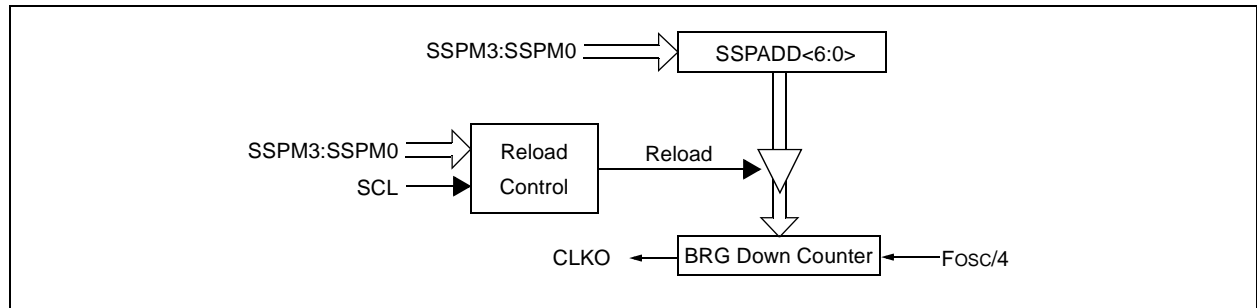 SSPM3:SSPM0
SSPADD<6:0>
SSPM3:SSPM0
SCL
Reload
Control
Reload
CLKO
BRG Down Counter
FOSC/4